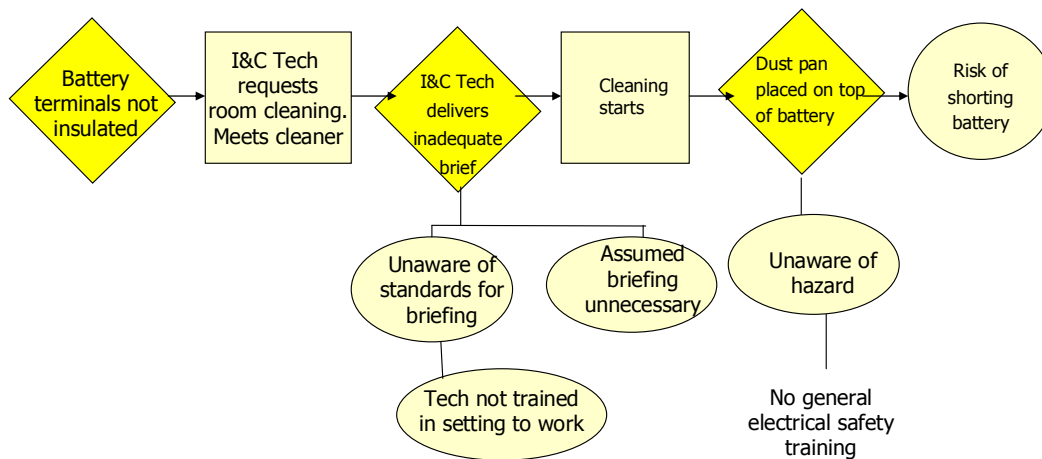 Battery
terminals not
insulated
I&C Tech
requests
room cleaning.
Meets cleaner
I&C Tech
delivers
inadequate
brief
Cleaning
starts
Dust pan
placed on top
of battery
Risk of
shorting
battery
Unaware of
standards for
briefing
Assumed
briefing
unnecessary
Unaware of
hazard
Tech not trained
in setting to work
No general
electrical safety
training